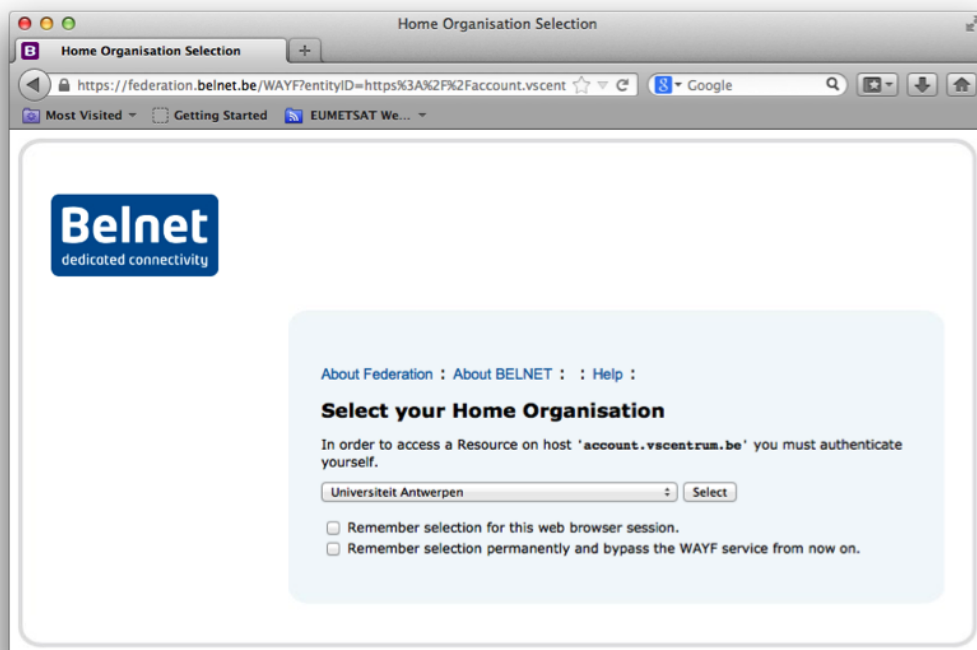 Home Organisation Selection
B Home Organisation Selection +
https://federation.belnet.be/WAYF?entityID=https%3A%2F%2Faccount.vscent Google
Most Visited Getting Started EUMETSAT We...
Belnet
dedicated connectivity
About Federation : About BELNET : : Help :
Select your Home Organisation
In order to access a Resource on host 'account.vscentrum.be' you must authenticate
yourself.
Universiteit Antwerpen Select
Remember selection for this web browser session.
Remember selection permanently and bypass the WAYF service from now on.